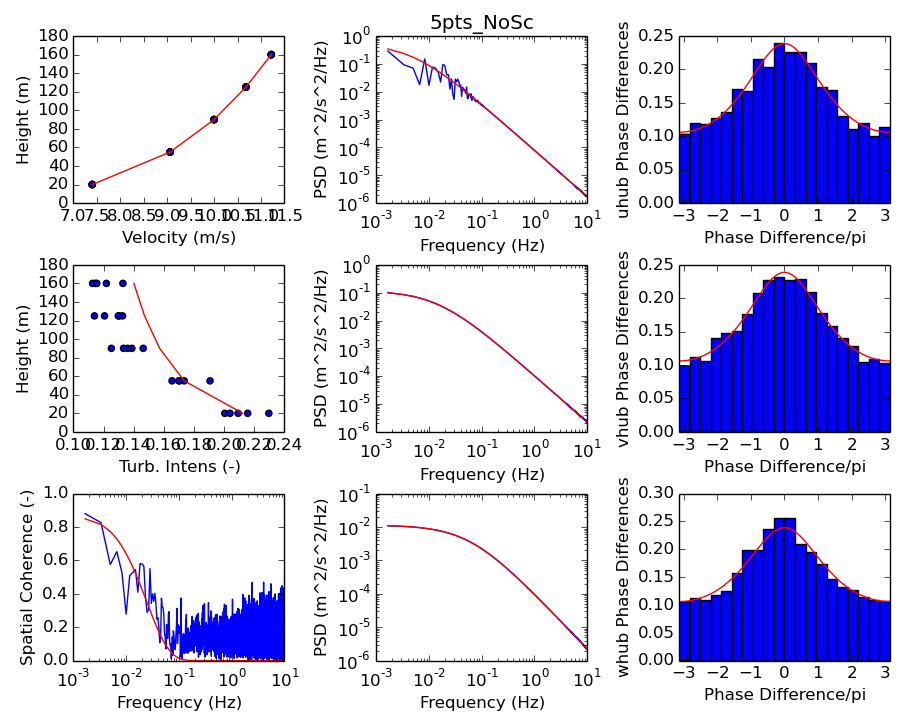 5pts_NoSc
Height (m)
180
160
140
120
100
80
60
40
20
0
7.0 7.5 8.0 8.5 9.0 9.5 10.0 10.5 11.0 11.5
Velocity (m/s)
PSD (m^2/s^2/Hz)
10^0
10^-1
10^-2
10^-3
10^-4
10^-5
10^-6
10^-3 10^-2 10^-1 10^0 10^1
Frequency (Hz)
uhub Phase Differences
0.25
0.20
0.15
0.10
0.05
0.00
−3 −2 −1 0 1 2 3
Phase Difference/pi
Height (m)
180
160
140
120
100
80
60
40
20
0
0.10 0.12 0.14 0.16 0.18 0.20 0.22 0.24
Turb. Intens (-)
PSD (m^2/s^2/Hz)
10^0
10^-1
10^-2
10^-3
10^-4
10^-5
10^-6
10^-3 10^-2 10^-1 10^0 10^1
Frequency (Hz)
vhub Phase Differences
0.25
0.20
0.15
0.10
0.05
0.00
−3 −2 −1 0 1 2 3
Phase Difference/pi
Spatial Coherence (-)
1.0
0.8
0.6
0.4
0.2
0.0
10^-3 10^-2 10^-1 10^0 10^1
Frequency (Hz)
PSD (m^2/s^2/Hz)
10^-1
10^-2
10^-3
10^-4
10^-5
10^-6
10^-3 10^-2 10^-1 10^0 10^1
Frequency (Hz)
whub Phase Differences
0.30
0.25
0.20
0.15
0.10
0.05
0.00
−3 −2 −1 0 1 2 3
Phase Difference/pi